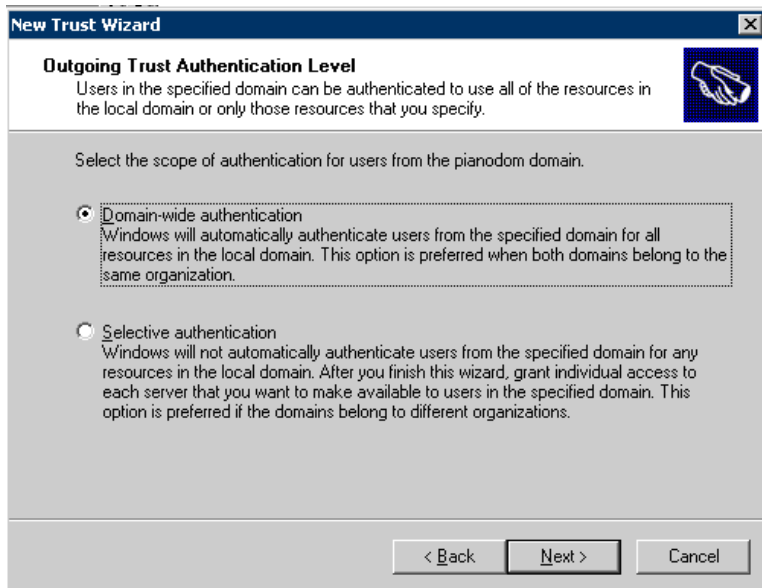 New Trust Wizard
Outgoing Trust Authentication Level
Users in the specified domain can be authenticated to use all of the resources in
the local domain or only those resources that you specify.
Select the scope of authentication for users from the pianodom domain.
Domain-wide authentication
Windows will automatically authenticate users from the specified domain for all
resources in the local domain. This option is preferred when both domains belong to the
same organization.
Selective authentication
Windows will not automatically authenticate users from the specified domain for any
resources in the local domain. After you finish this wizard, grant individual access to
each server that you want to make available to users in the specified domain. This
option is preferred if the domains belong to different organizations.
< Back Next > Cancel